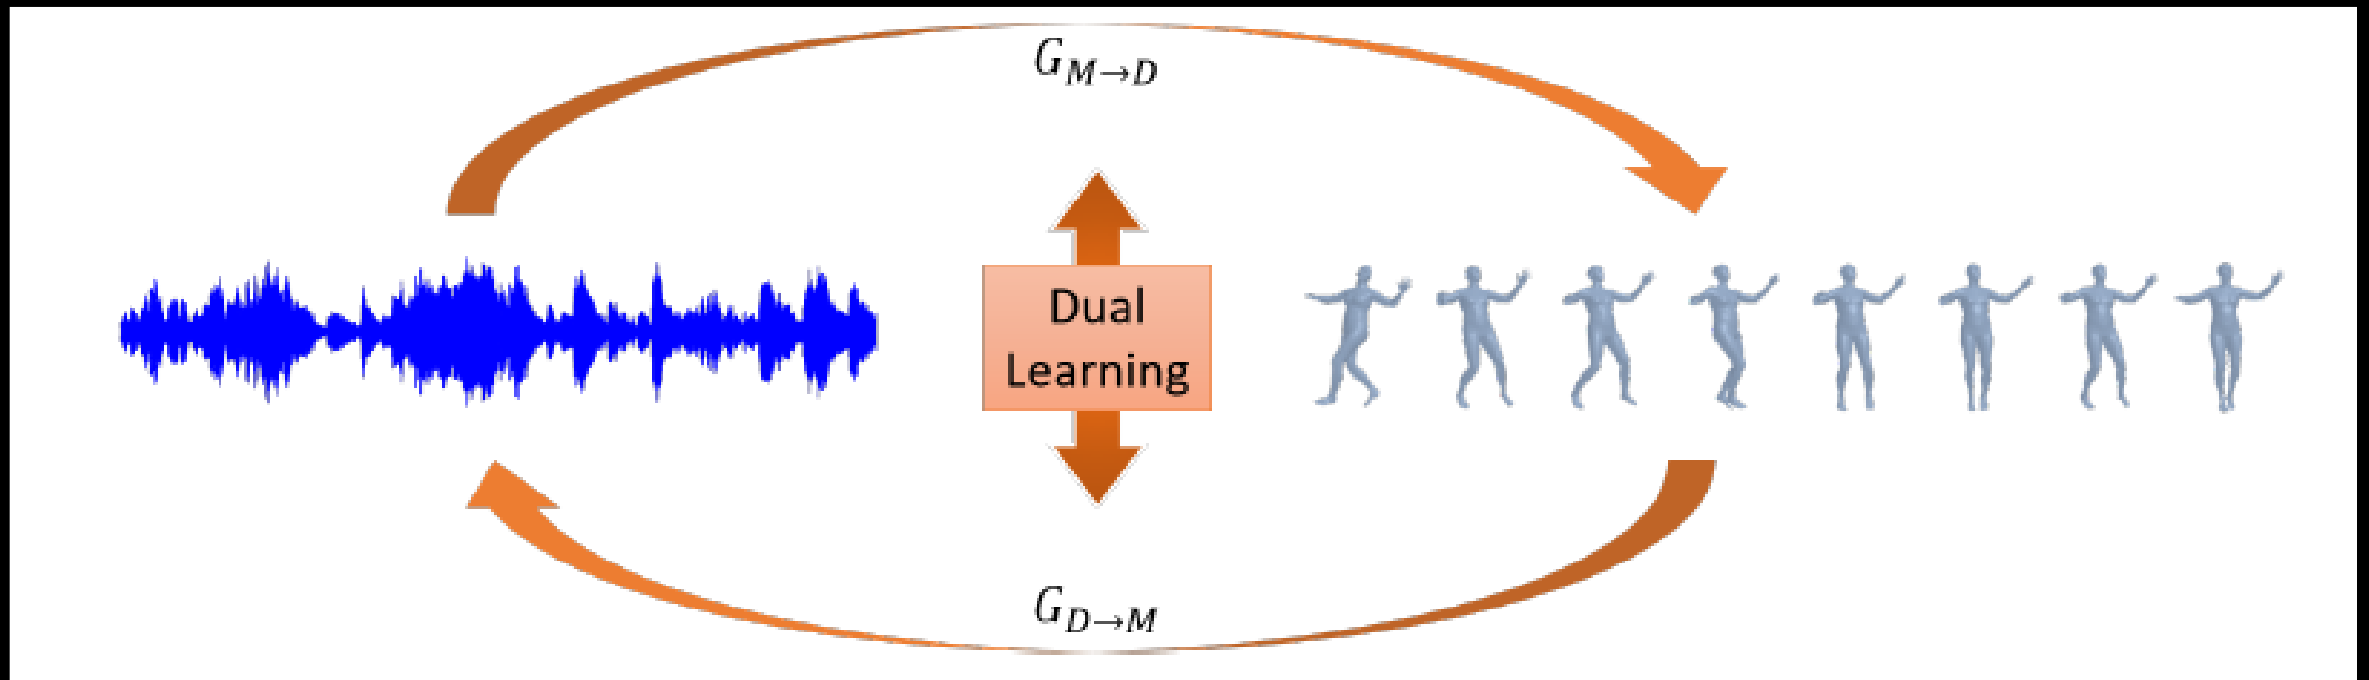 G_{M→D}
Dual
Learning
G_{D→M}